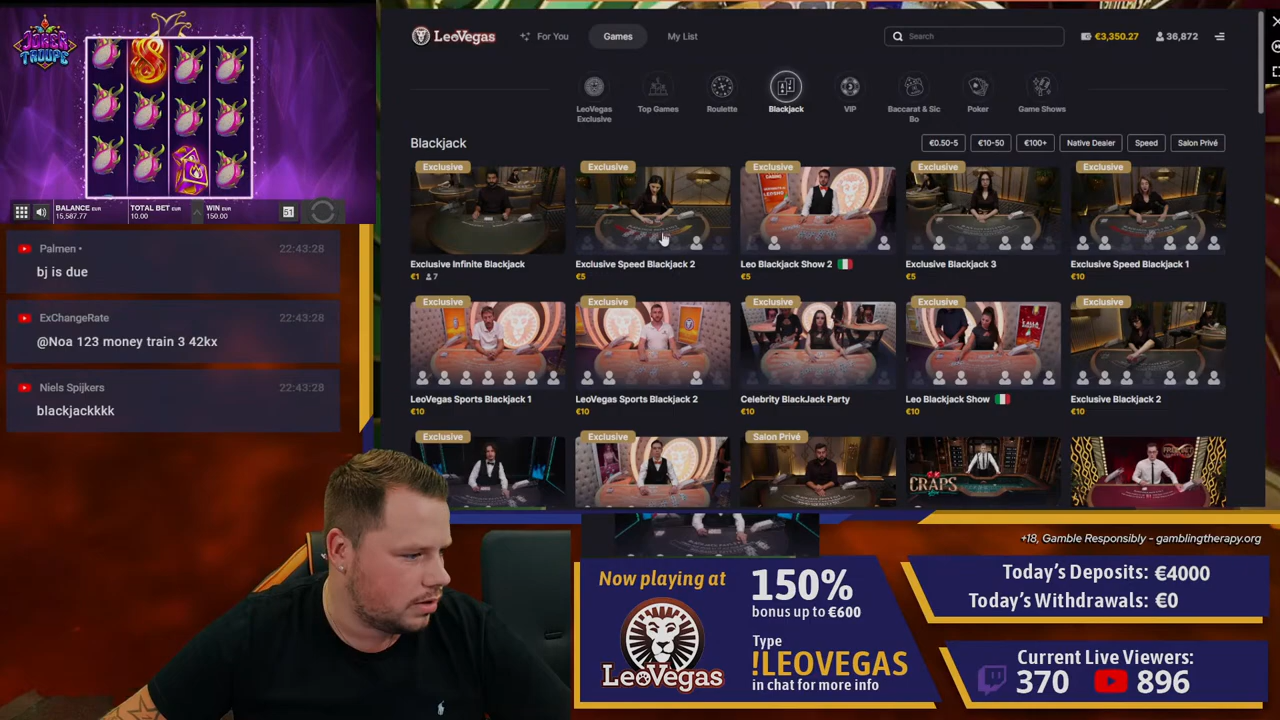 JOKER
TROUPE
BALANCE EUR
15,587.77
TOTAL BET EUR
10.00
WIN EUR
150.00
51
Palmen •
22:43:28
bj is due
ExChangeRate
22:43:28
@Noa 123 money train 3 42kx
Niels Spijkers
22:43:28
blackjackkkk
LeoVegas
For You
Games
My List
Search
€3,350.27
36,872
LeoVegas
Exclusive
Top Games
Roulette
Blackjack
VIP
Baccarat & Sic
Bo
Poker
Game Shows
Blackjack
€0.50-5
€10-50
€100+
Native Dealer
Speed
Salon Privé
Exclusive
Exclusive
Exclusive
Exclusive
Exclusive
Exclusive Infinite Blackjack
€1 7
Exclusive Speed Blackjack 2
€5
Leo Blackjack Show 2
€5
Exclusive Blackjack 3
€5
Exclusive Speed Blackjack 1
€10
Exclusive
Exclusive
Exclusive
Exclusive
Exclusive
LeoVegas Sports Blackjack 1
€10
LeoVegas Sports Blackjack 2
€10
Celebrity BlackJack Party
€10
Leo Blackjack Show
€10
Exclusive Blackjack 2
€10
Exclusive
Exclusive
Salon Privé
CRAPS
+18, Gamble Responsibly - gamblingtherapy.org
Now playing at
LeoVegas
150%
bonus up to €600
Type
!LEOVEGAS
in chat for more info
Today's Deposits: €4000
Today's Withdrawals: €0
Current Live Viewers:
370
896